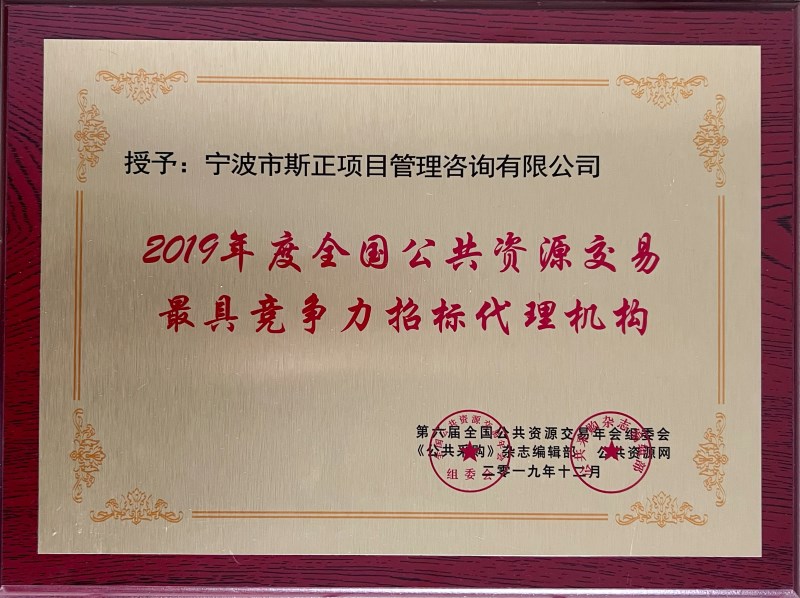 授予：宁波市斯正项目管理咨询有限公司
2019年度全国公共资源交易
最具竞争力招标代理机构
第六届全国公共资源交易年会组委会
《公共采购》杂志编辑部 公共资源网
二零一九年十二月
组委会